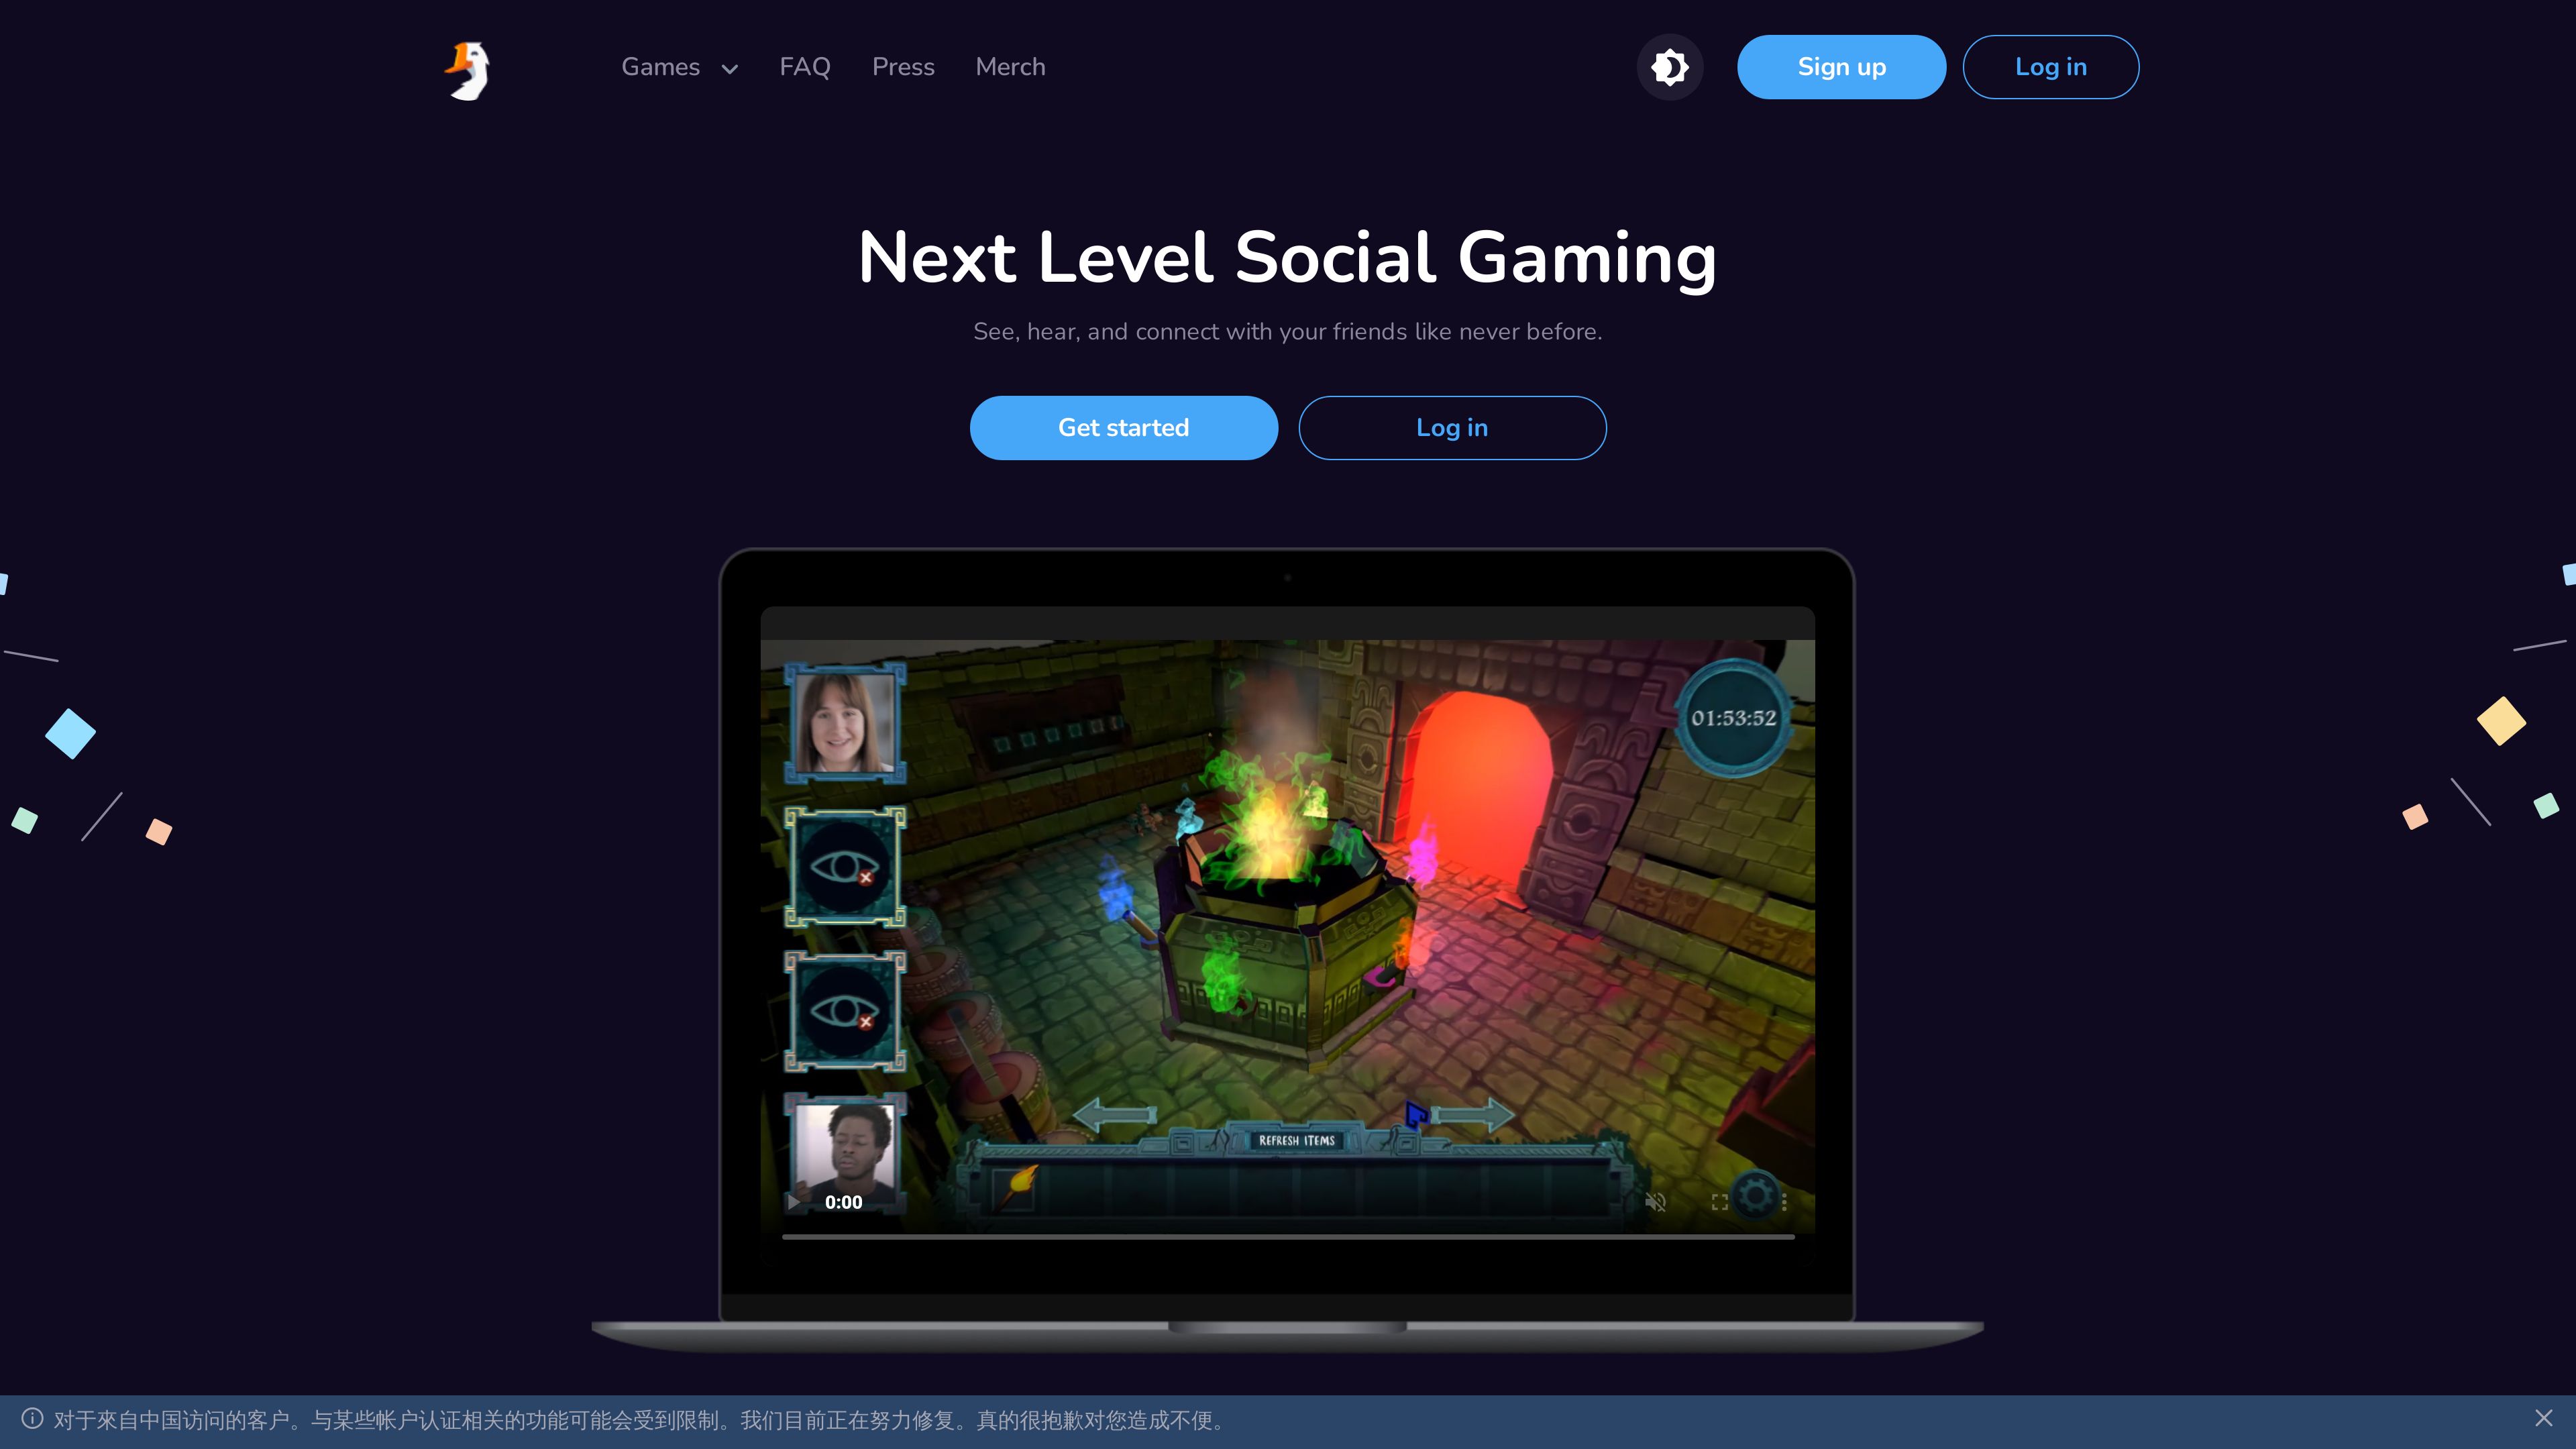 Games FAQ Press Merch Sign up Log in
Next Level Social Gaming
See, hear, and connect with your friends like never before.
Get started Log in
01:53:52
REFRESH ITEMS
0:00
对于來自中国访问的客户。与某些帐户认证相关的功能可能会受到限制。我们目前正在努力修复。真的很抱歉对您造成不便。